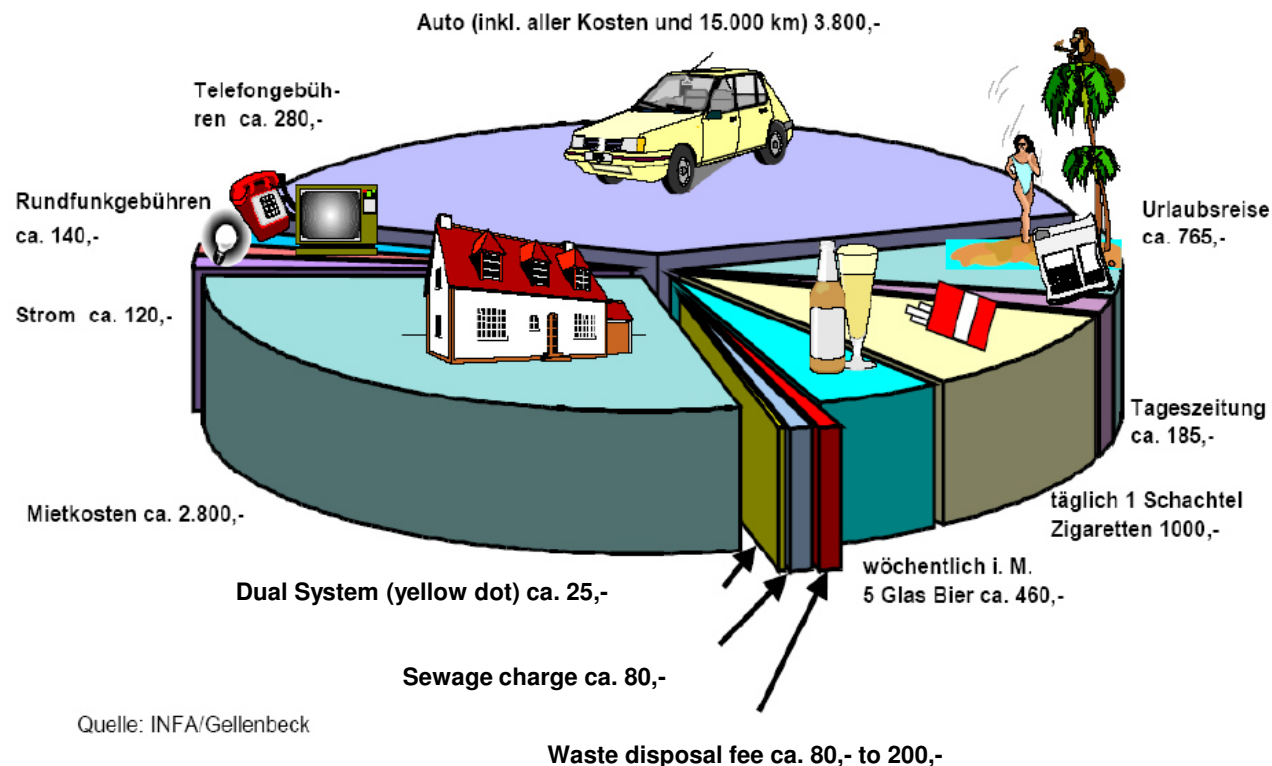 Auto (inkl. aller Kosten und 15.000 km) 3.800,-
Telefongebüh-
ren ca. 280,-
Rundfunkgebühren
ca. 140,-
Urlaubsreise
ca. 765,-
Strom ca. 120,-
Tageszeitung
ca. 185,-
Mietkosten ca. 2.800,-
täglich 1 Schachtel
Zigaretten 1000,-
wöchentlich i. M.
5 Glas Bier ca. 460,-
Dual System (yellow dot) ca. 25,-
Sewage charge ca. 80,-
Quelle: INFA/Gellenbeck
Waste disposal fee ca. 80,- to 200,-